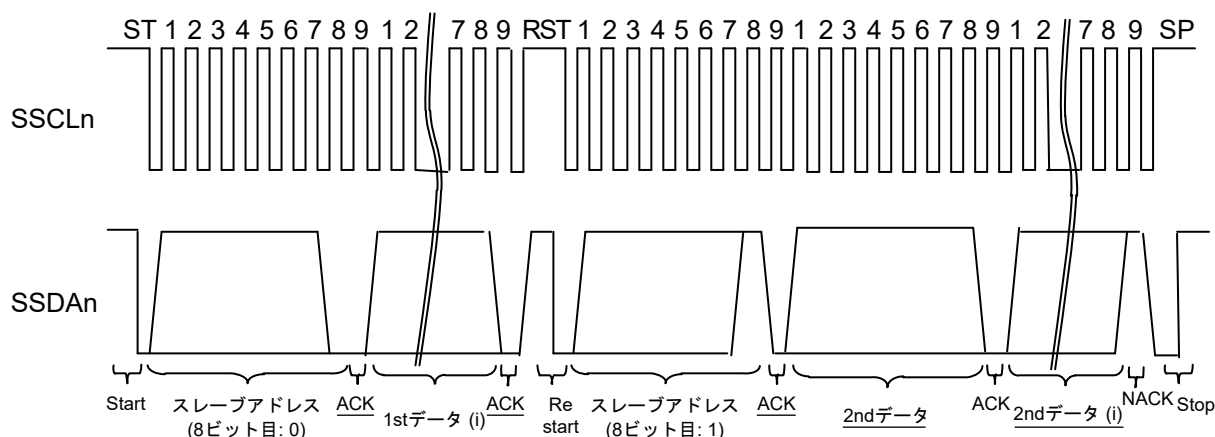 ST 1 2 3 4 5 6 7 8 9 1 2 7 8 9 RST 1 2 3 4 5 6 7 8 9 1 2 3 4 5 6 7 8 9 1 2 7 8 9 SP
SSCLn
SSDAn
Start
スレーブアドレス
(8ビット目: 0)
ACK
1stデータ (i)
ACK
Re
start
スレーブアドレス
(8ビット目: 1)
ACK
2ndデータ
ACK
2ndデータ (i)
NACK
Stop